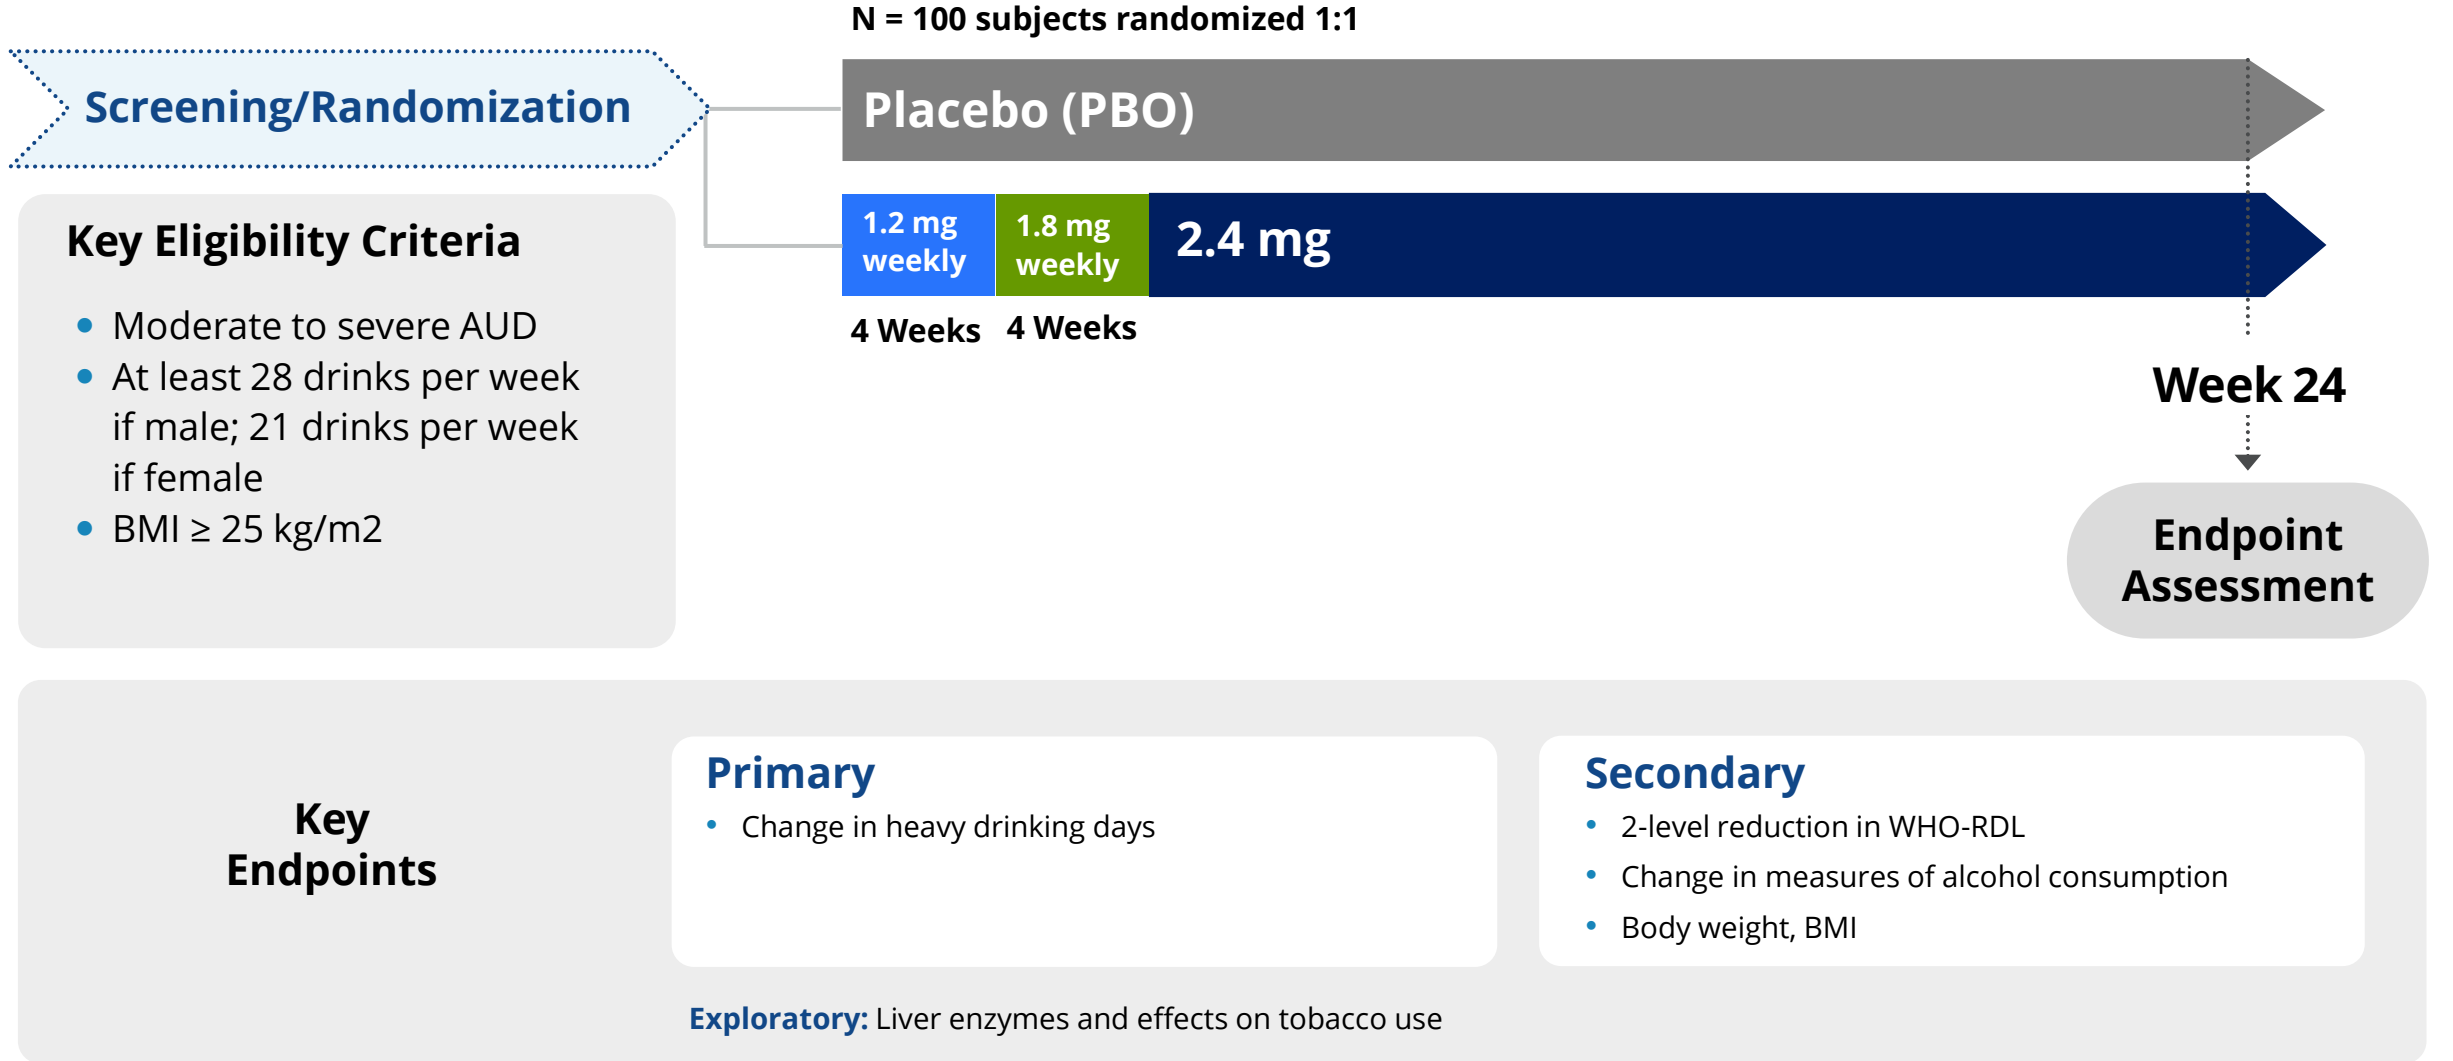 N = 100 subjects randomized 1:1
Screening/Randomization
Placebo (PBO)
1.2 mg
weekly
1.8 mg
weekly
2.4 mg
4 Weeks
4 Weeks
Key Eligibility Criteria
• Moderate to severe AUD
• At least 28 drinks per week
if male; 21 drinks per week
if female
• BMI ≥ 25 kg/m2
Week 24
Endpoint
Assessment
Key
Endpoints
Primary
• Change in heavy drinking days
Secondary
• 2-level reduction in WHO-RDL
• Change in measures of alcohol consumption
• Body weight, BMI
Exploratory: Liver enzymes and effects on tobacco use